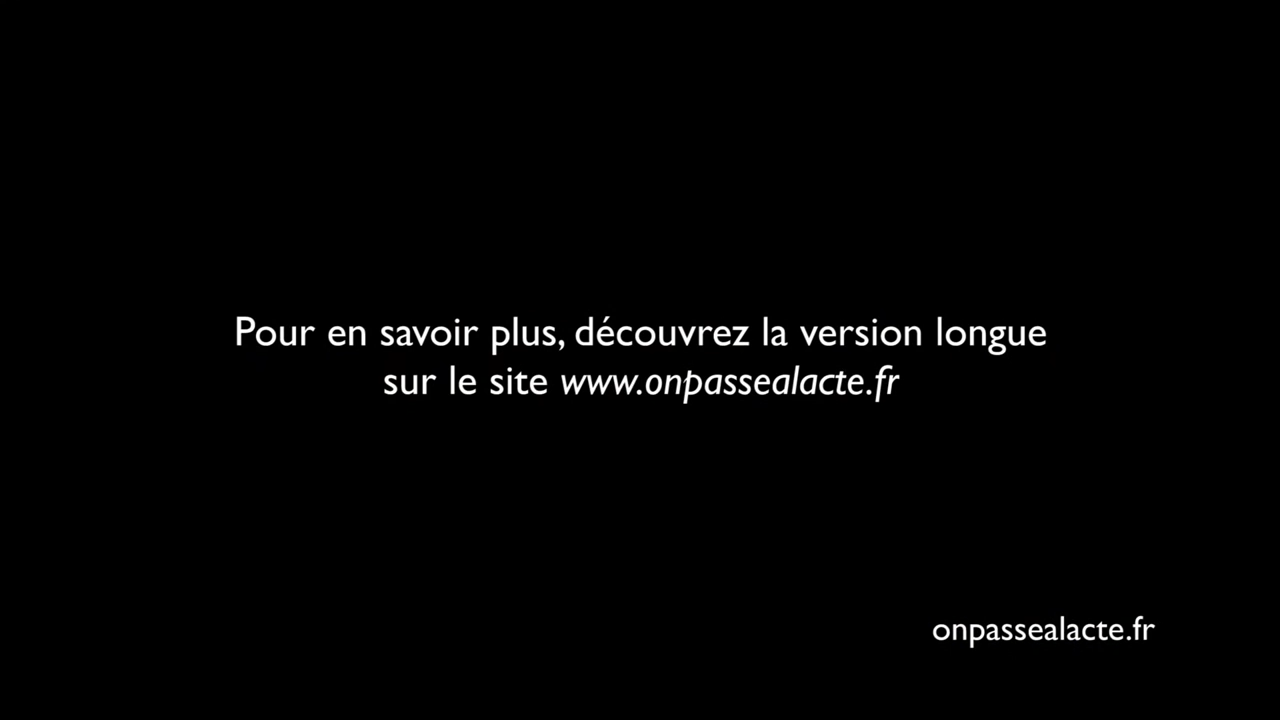 Pour en savoir plus, découvrez la version longue
sur le site www.onpassealacte.fr
onpassealacte.fr